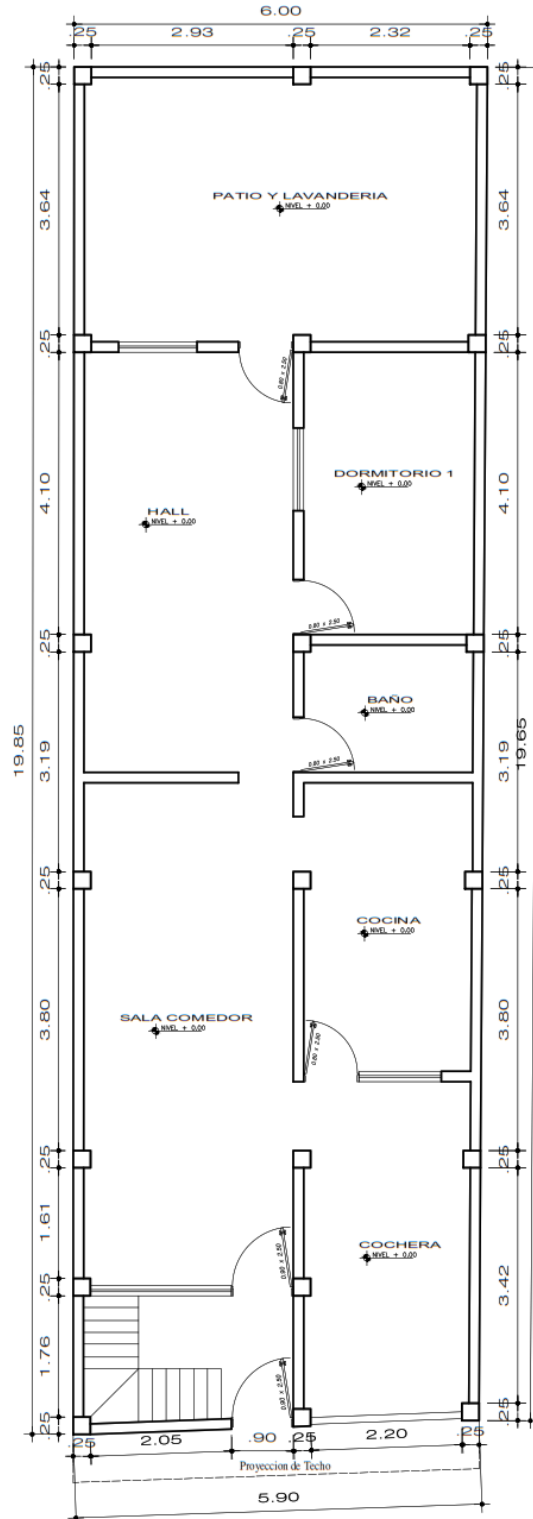 6.00
.25 2.93 .25 2.32 .25
.25 .25
3.64 3.64
PATIO Y LAVANDERIA
NIVEL + 0.00
.25 .25
0.80 x 2.50
4.10 4.10
DORMITORIO 1
NIVEL + 0.00
HALL
NIVEL + 0.00
0.80 x 2.50
.25 .25
BAÑO
NIVEL + 0.00
19.85 3.19 3.19 19.65
0.80 x 2.50
.25 .25
COCINA
NIVEL + 0.00
3.80 3.80
SALA COMEDOR
NIVEL + 0.00
0.80 x 2.50
.25 .25
1.61
COCHERA
NIVEL + 0.00
0.90 x 2.50
.25 3.42
1.76
0.90 x 2.50
.25 .25
.25 2.05 .90 .25 2.20 .25
Proyeccion de Techo
5.90